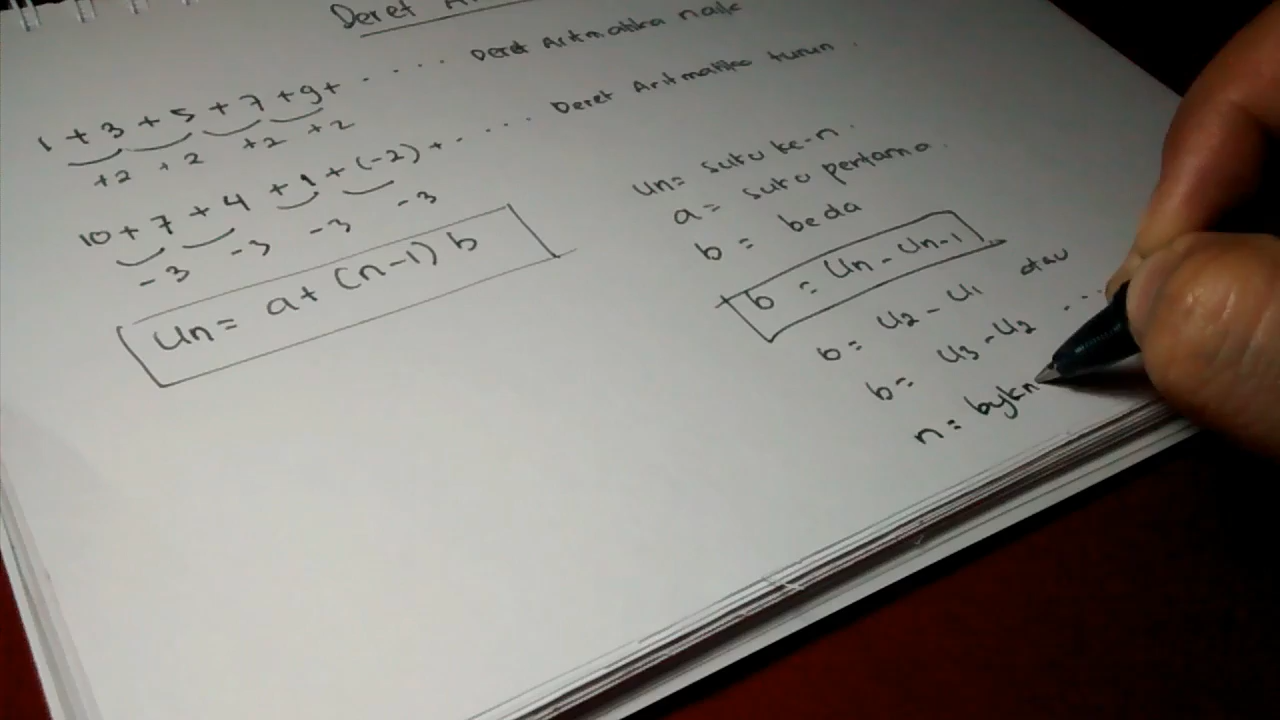 Deret
1 + 3 + 5 + 7 + 9 + . . . . . Deret Aritmatika naik
+2 +2 +2 +2
10 + 7 + 4 + 1 + (-2) + . . . . . Deret Aritmatika turun .
-3 -3 -3 -3
Un = a + (n-1) b
Un = suku ke-n .
a = suku pertama .
b = beda
b = Un - Un-1
b = U2 - U1 atau
b = U3 - U2 . . . .
n = bykn